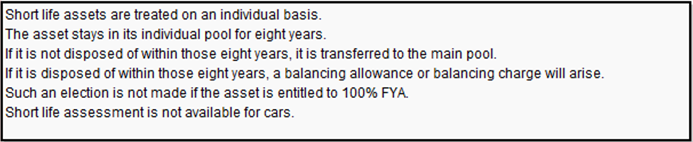 Short life assets are treated on an individual basis.
The asset stays in its individual pool for eight years.
If it is not disposed of within those eight years, it is transferred to the main pool.
If it is disposed of within those eight years, a balancing allowance or balancing charge will arise.
Such an election is not made if the asset is entitled to 100% FYA.
Short life assessment is not available for cars.